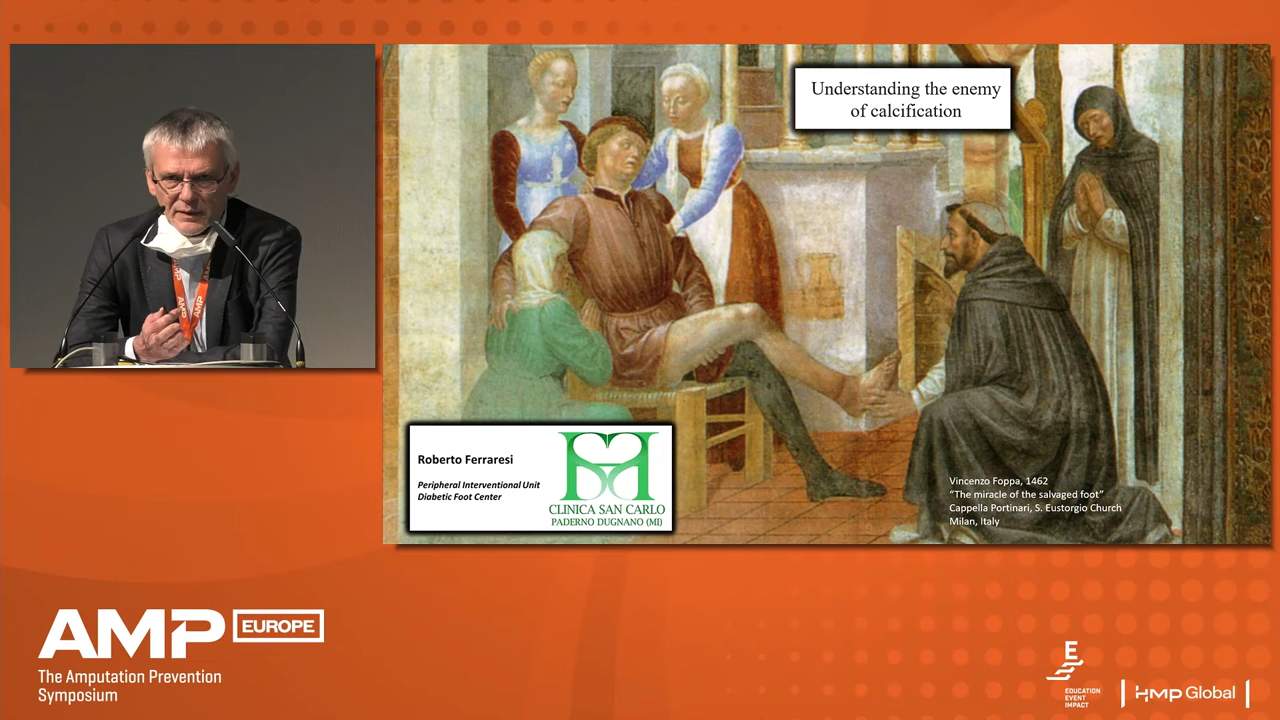 Understanding the enemy
of calcification
Roberto Ferraresi
Peripheral Interventional Unit
Diabetic Foot Center
CLINICA SAN CARLO
PADERNO DUGNANO (MI)
Vincenzo Foppa, 1462
"The miracle of the salvaged foot"
Cappella Portinari, S. Eustorgio Church
Milan, Italy
AMP
AMP EUROPE
The Amputation Prevention
Symposium
E
EDUCATION
EVENT
IMPACT
HMP Global